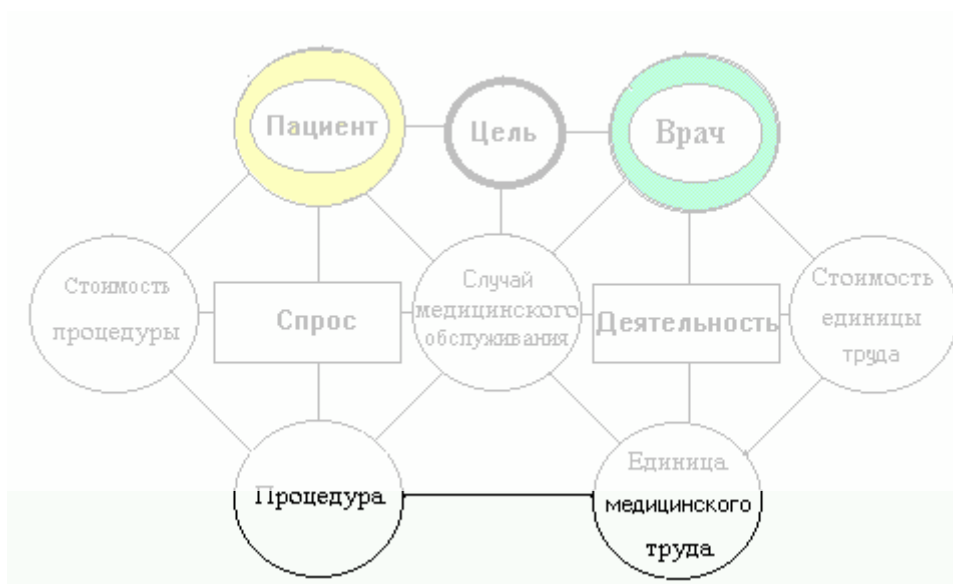 Пациент
Цель
Врач
Стоимость
процедуры
Спрос
Случай
медицинского
обслуживания
Деятельность
Стоимость
единицы
труда
Процедура
Единица
медицинского
труда